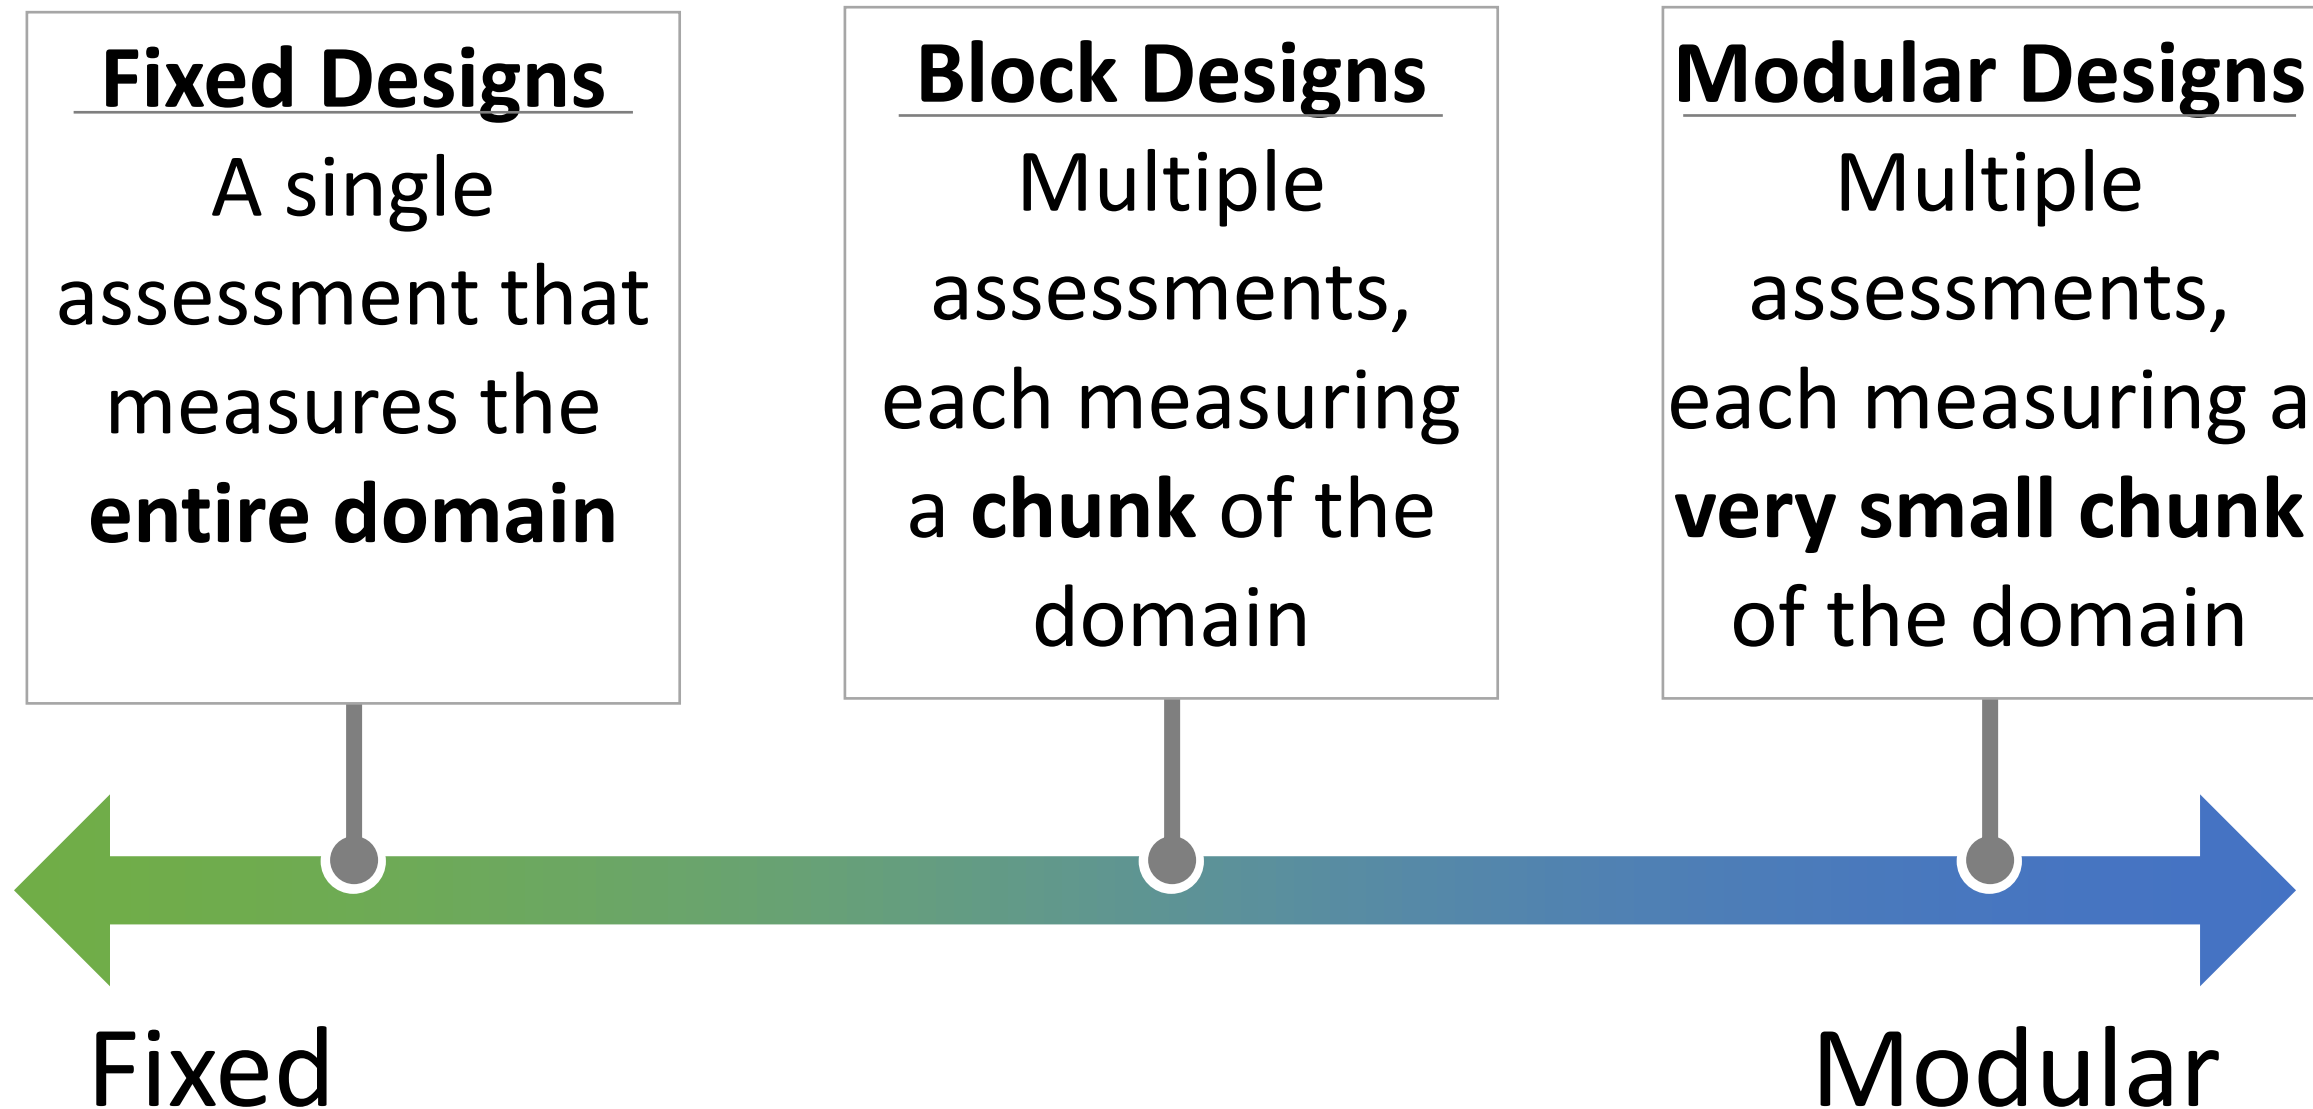 Fixed Designs
A single
assessment that
measures the
entire domain
Block Designs
Multiple
assessments,
each measuring
a chunk of the
domain
Modular Designs
Multiple
assessments,
each measuring a
very small chunk
of the domain
Fixed
Modular